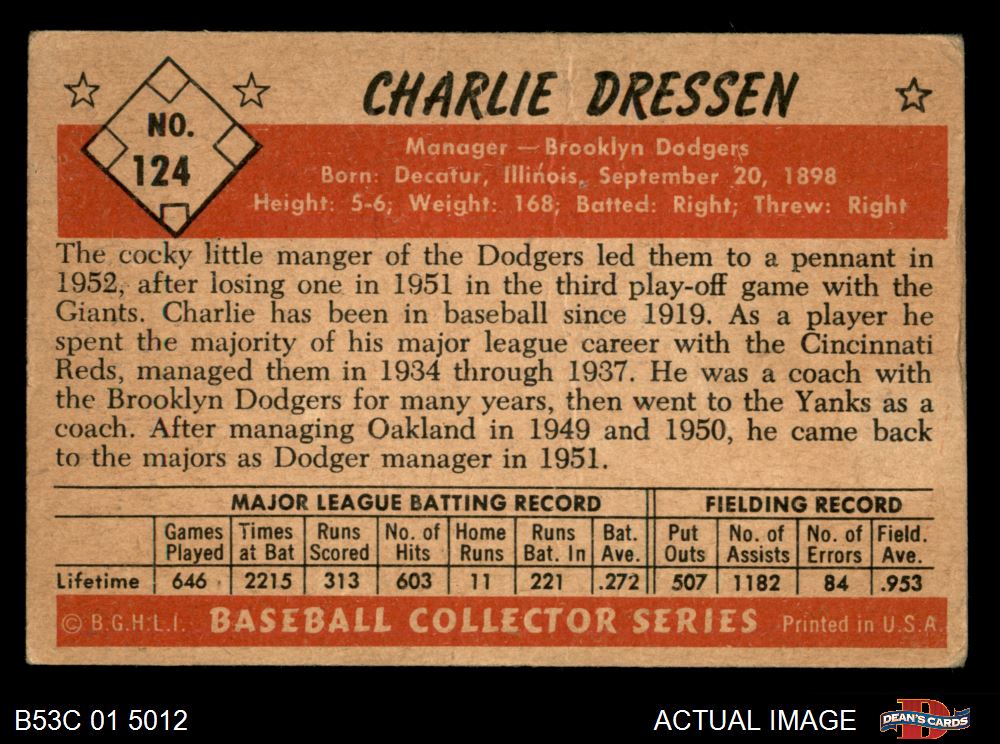 CHARLIE DRESSEN
NO.
124
Manager — Brooklyn Dodgers
Born: Decatur, Illinois, September 20, 1898
Height: 5-6; Weight: 168; Batted: Right; Threw: Right
The cocky little manger of the Dodgers led them to a pennant in
1952, after losing one in 1951 in the third play-off game with the
Giants. Charlie has been in baseball since 1919. As a player he
spent the majority of his major league career with the Cincinnati
Reds, managed them in 1934 through 1937. He was a coach with
the Brooklyn Dodgers for many years, then went to the Yanks as a
coach. After managing Oakland in 1949 and 1950, he came back
to the majors as Dodger manager in 1951.
MAJOR LEAGUE BATTING RECORD FIELDING RECORD
Games Times Runs No. of Home Runs Bat. Put No. of No. of Field.
Played at Bat Scored Hits Runs Bat. In Ave. Outs Assists Errors Ave.
Lifetime 646 2215 313 603 11 221 .272 507 1182 84 .953
© B.G.H.L.I. BASEBALL COLLECTOR SERIES Printed in U.S.A.
B53C 01 5012 ACTUAL IMAGE DEAN'S CARDS